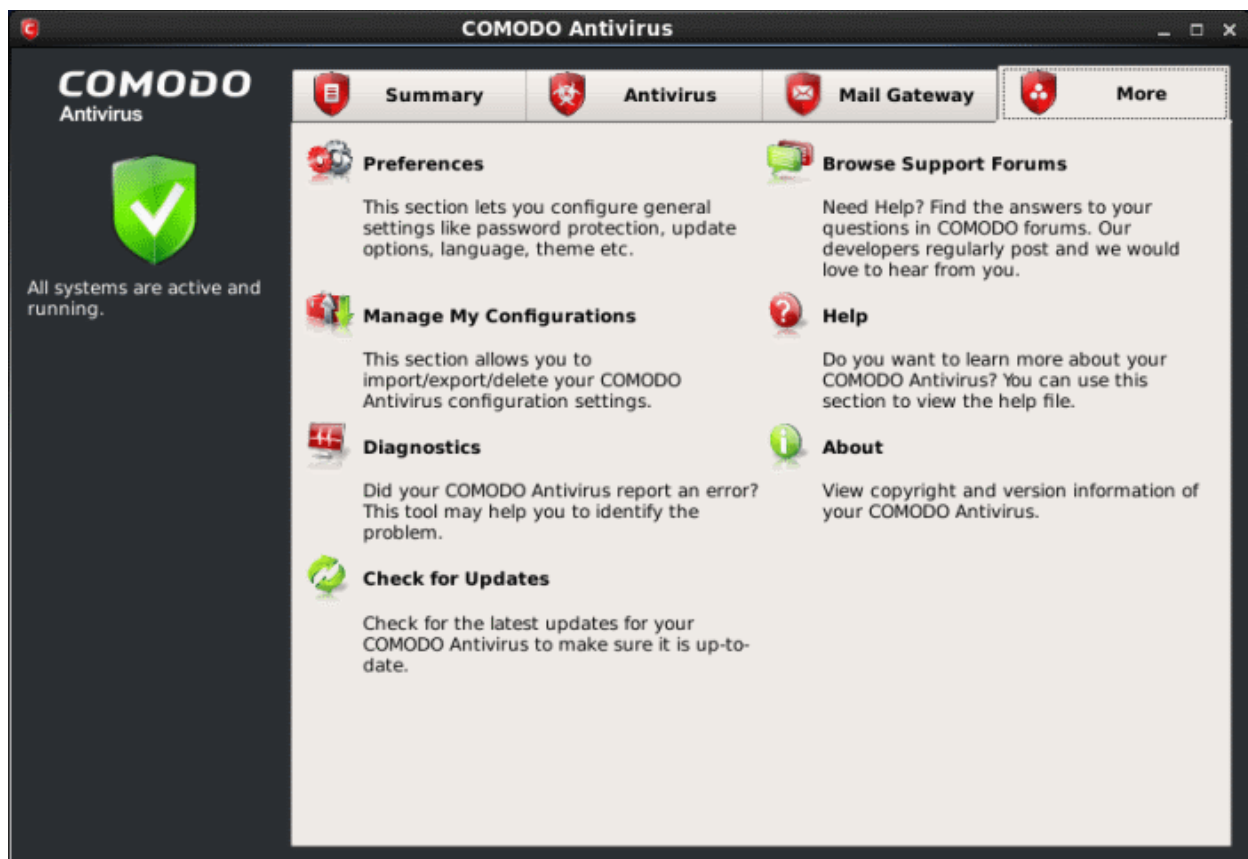 COMODO Antivirus
COMODO
Antivirus
Summary
Antivirus
Mail Gateway
More
All systems are active and
running.
Preferences
This section lets you configure general
settings like password protection, update
options, language, theme etc.
Manage My Configurations
This section allows you to
import/export/delete your COMODO
Antivirus configuration settings.
Diagnostics
Did your COMODO Antivirus report an error?
This tool may help you to identify the
problem.
Check for Updates
Check for the latest updates for your
COMODO Antivirus to make sure it is up-to-
date.
Browse Support Forums
Need Help? Find the answers to your
questions in COMODO forums. Our
developers regularly post and we would
love to hear from you.
Help
Do you want to learn more about your
COMODO Antivirus? You can use this
section to view the help file.
About
View copyright and version information of
your COMODO Antivirus.